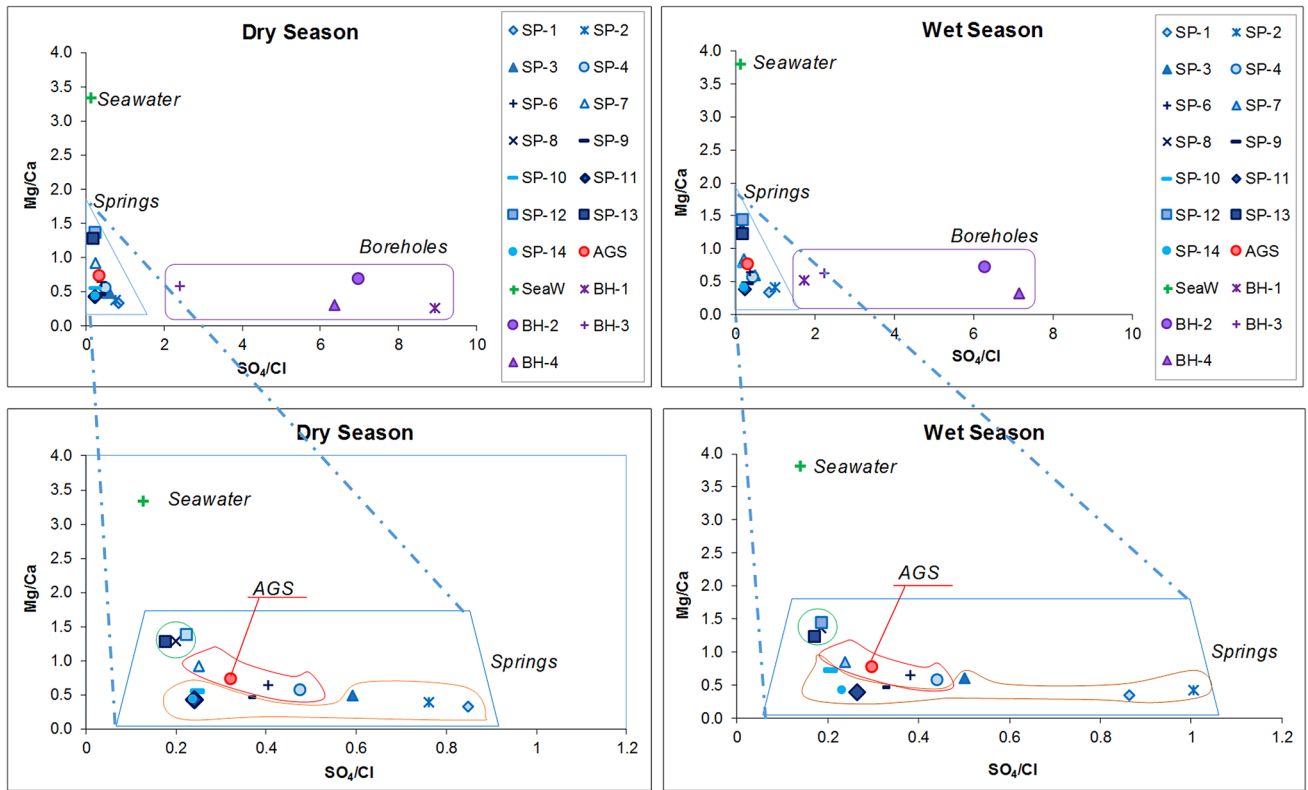 Dry Season
4.0
3.5
3.0
2.5
2.0
1.5
1.0
0.5
0.0
Mg/Ca
Seawater
Springs
Boreholes
0 2 4 6 8 10
SO₄/Cl
SP-1 SP-2
SP-3 SP-4
SP-6 SP-7
SP-8 SP-9
SP-10 SP-11
SP-12 SP-13
SP-14 AGS
SeaW BH-1
BH-2 BH-3
BH-4
Wet Season
4.0
3.5
3.0
2.5
2.0
1.5
1.0
0.5
0.0
Mg/Ca
Seawater
Springs
Boreholes
0 2 4 6 8 10
SO₄/Cl
SP-1 SP-2
SP-3 SP-4
SP-6 SP-7
SP-8 SP-9
SP-10 SP-11
SP-12 SP-13
SP-14 AGS
SeaW BH-1
BH-2 BH-3
BH-4
Dry Season
4.0
3.5
3.0
2.5
2.0
1.5
1.0
0.5
0.0
Mg/Ca
Seawater
AGS
Springs
0 0.2 0.4 0.6 0.8 1 1.2
SO₄/Cl
Wet Season
4.0
3.5
3.0
2.5
2.0
1.5
1.0
0.5
0.0
Mg/Ca
Seawater
AGS
Springs
0 0.2 0.4 0.6 0.8 1 1.2
SO₄/Cl